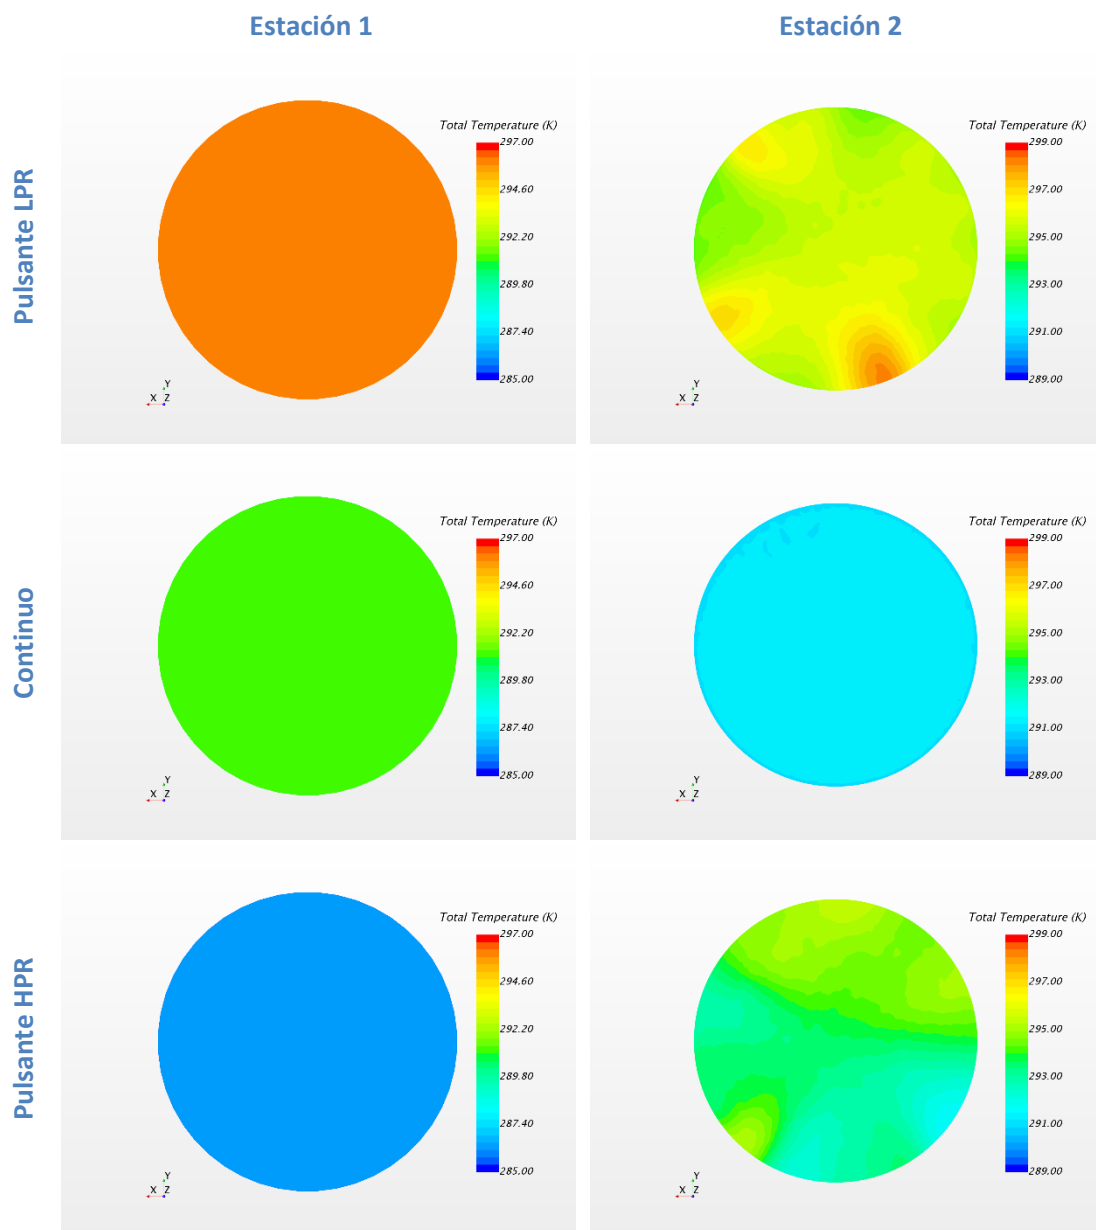 Estación 1
Estación 2
Pulsante LPR
Total Temperature (K)
297.00
294.60
292.20
289.80
287.40
285.00
Y
X Z
Total Temperature (K)
299.00
297.00
295.00
293.00
291.00
289.00
Y
X Z
Continuo
Total Temperature (K)
297.00
294.60
292.20
289.80
287.40
285.00
Y
X Z
Total Temperature (K)
299.00
297.00
295.00
293.00
291.00
289.00
Y
X Z
Pulsante HPR
Total Temperature (K)
297.00
294.60
292.20
289.80
287.40
285.00
Y
X Z
Total Temperature (K)
299.00
297.00
295.00
293.00
291.00
289.00
Y
X Z